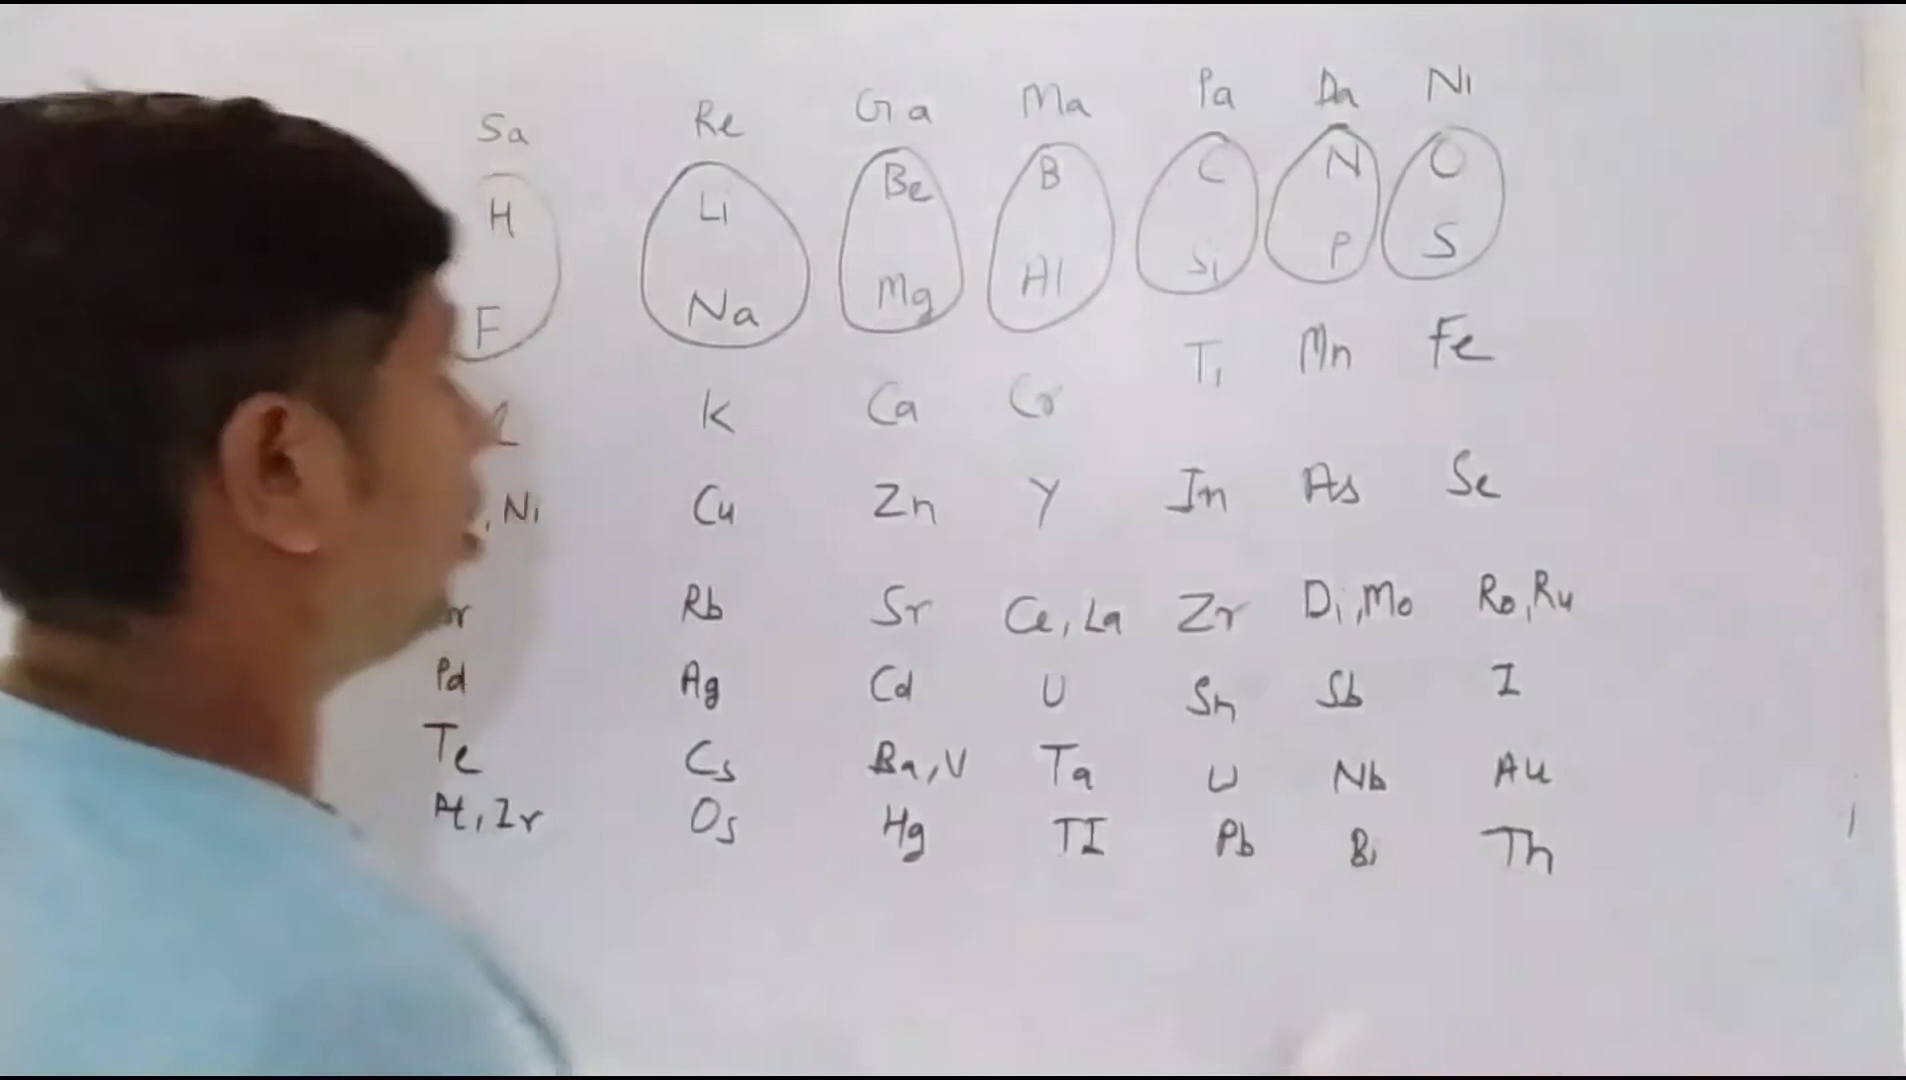 Sa Re Ga Ma Pa Da Ni
H Li Be B C N O
F Na Mg Al Si P S
K Ca Cr Ti Mn Fe
, Ni Cu Zn Y In As Se
Rb Sr Ce, La Zr Di, Mo Ro, Ru
Pd Ag Cd U Sn Sb I
Te Cs Ba, V Ta W Nb Au
Pt, Ir Os Hg Tl Pb Bi Th